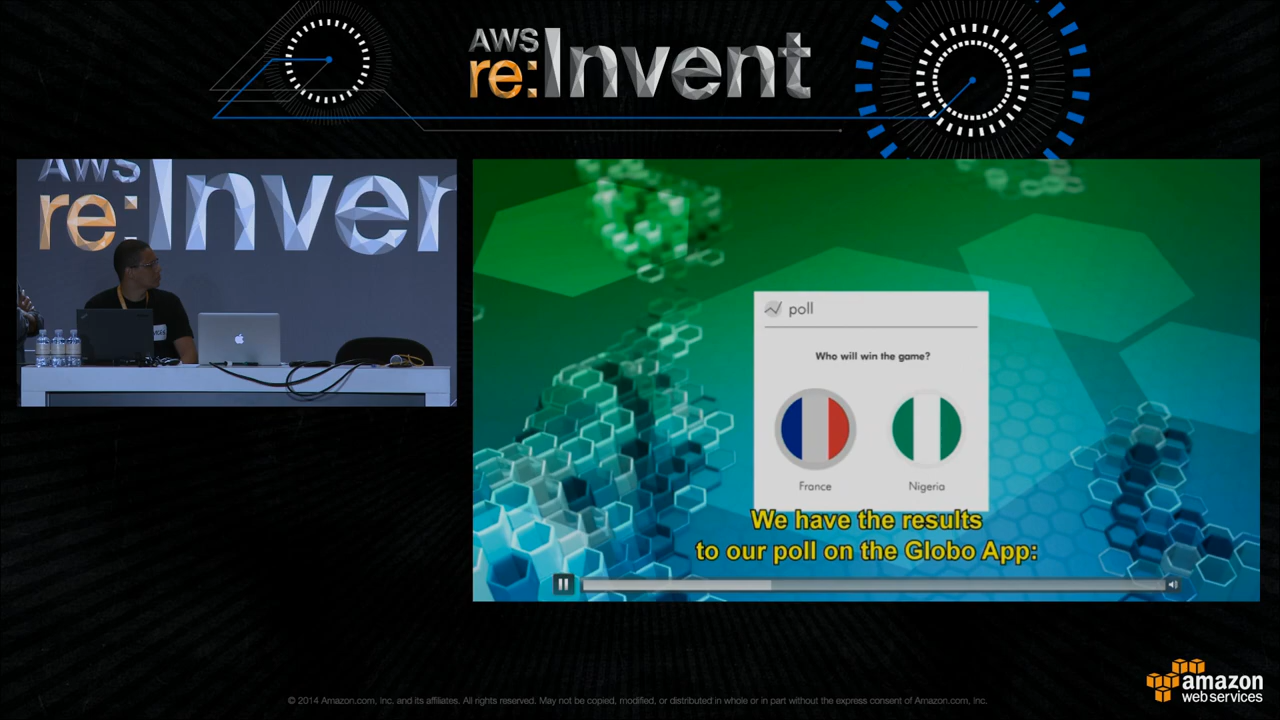 AWS
re:Invent
AWS
re:Inver
poll
Who will win the game?
France
Nigeria
We have the results
to our poll on the Globo App:
amazon
web services
© 2014 Amazon.com, Inc. and its affiliates. All rights reserved. May not be copied, modified, or distributed in whole or in part without the express consent of Amazon.com, Inc.